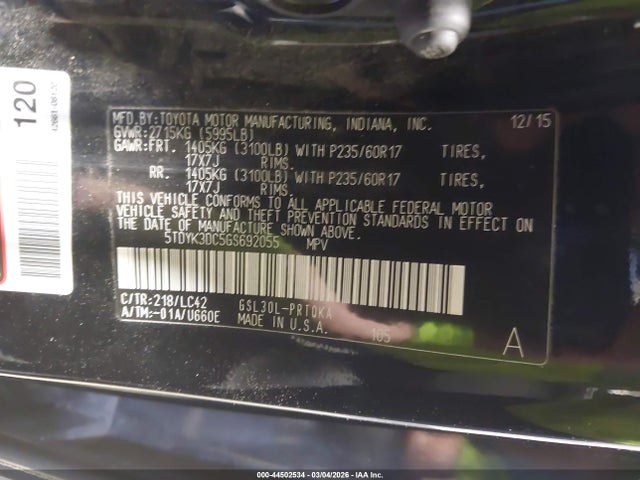 MFD.BY:TOYOTA MOTOR MANUFACTURING, INDIANA, INC. 12/15
GVWR:2715KG (5995LB)
GAWR:FRT. 1405KG (3100LB) WITH P235/60R17 TIRES,
17X7J RIMS.
RR. 1405KG (3100LB) WITH P235/60R17 TIRES,
17X7J RIMS.
THIS VEHICLE CONFORMS TO ALL APPLICABLE FEDERAL MOTOR
VEHICLE SAFETY AND THEFT PREVENTION STANDARDS IN EFFECT ON
THE DATE OF MANUFACTURE SHOWN ABOVE.
5TDYK3DC5GS692055 MPV
C/TR:218/LC42 GSL30L-PRTQKA
A/TM:-01A/U660E MADE IN U.S.A. 165
A
120
000-44502534 - 03/04/2026 - IAA Inc.